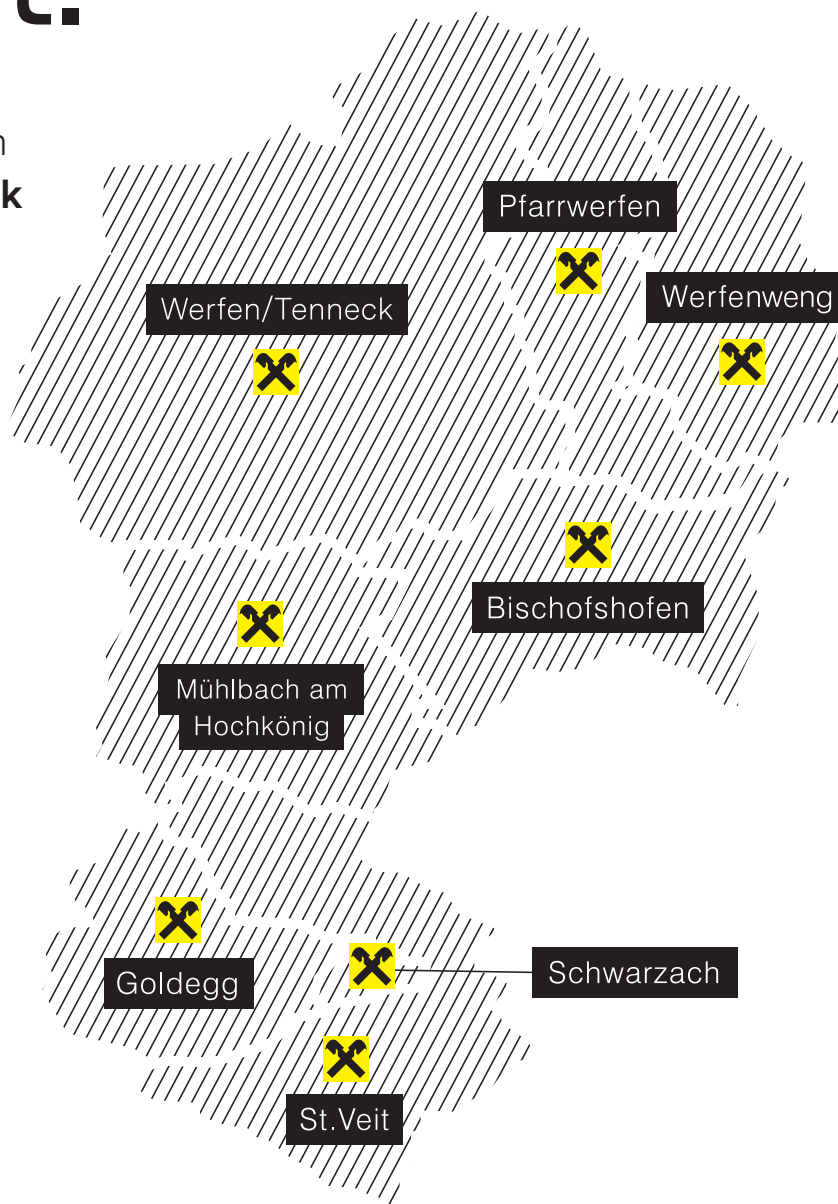 Pfarrwerfen
Werfenweng
Werfen/Tenneck
Bischofshofen
Mühlbach am
Hochkönig
Goldegg
Schwarzach
St.Veit